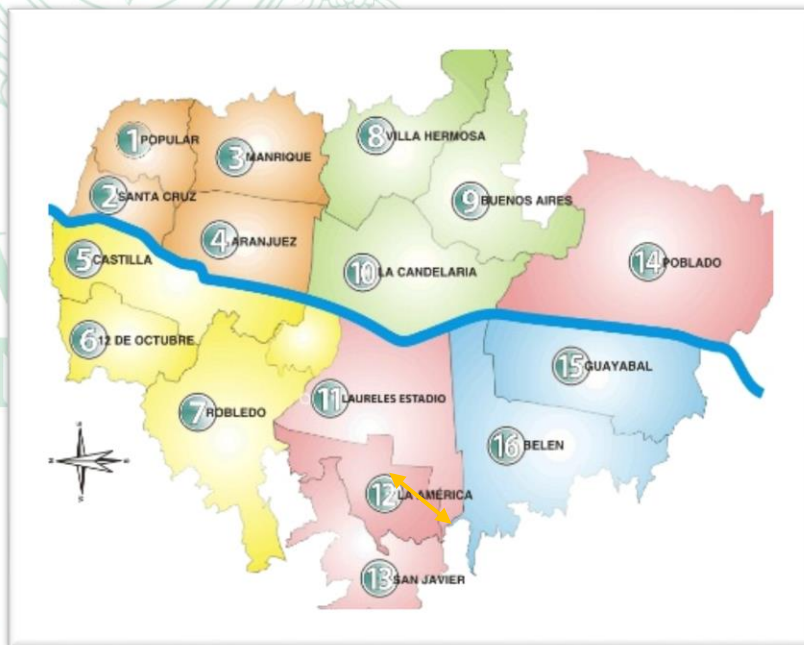 1 POPULAR
3 MANRIQUE
8 VILLA HERMOSA
2 SANTA CRUZ
9 BUENOS AIRES
4 ARANJUEZ
5 CASTILLA
10 LA CANDELARIA
14 POBLADO
6 12 DE OCTUBRE
15 GUAYABAL
7 ROBLEDO
11 LAURELES ESTADIO
16 BELEN
12 LA AMÉRICA
13 SAN JAVIER